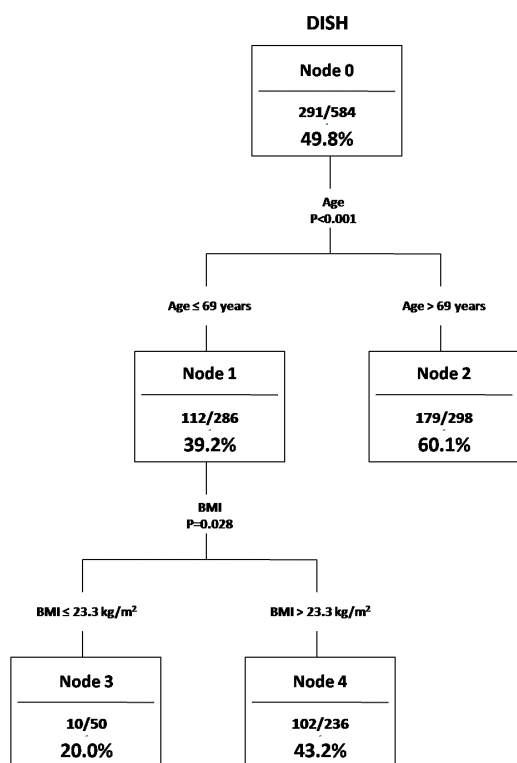 DISH
Node 0
291/584
49.8%
Age
P<0.001
Age ≤ 69 years
Age > 69 years
Node 1
112/286
39.2%
Node 2
179/298
60.1%
BMI
P=0.028
BMI ≤ 23.3 kg/m²
BMI > 23.3 kg/m²
Node 3
10/50
20.0%
Node 4
102/236
43.2%